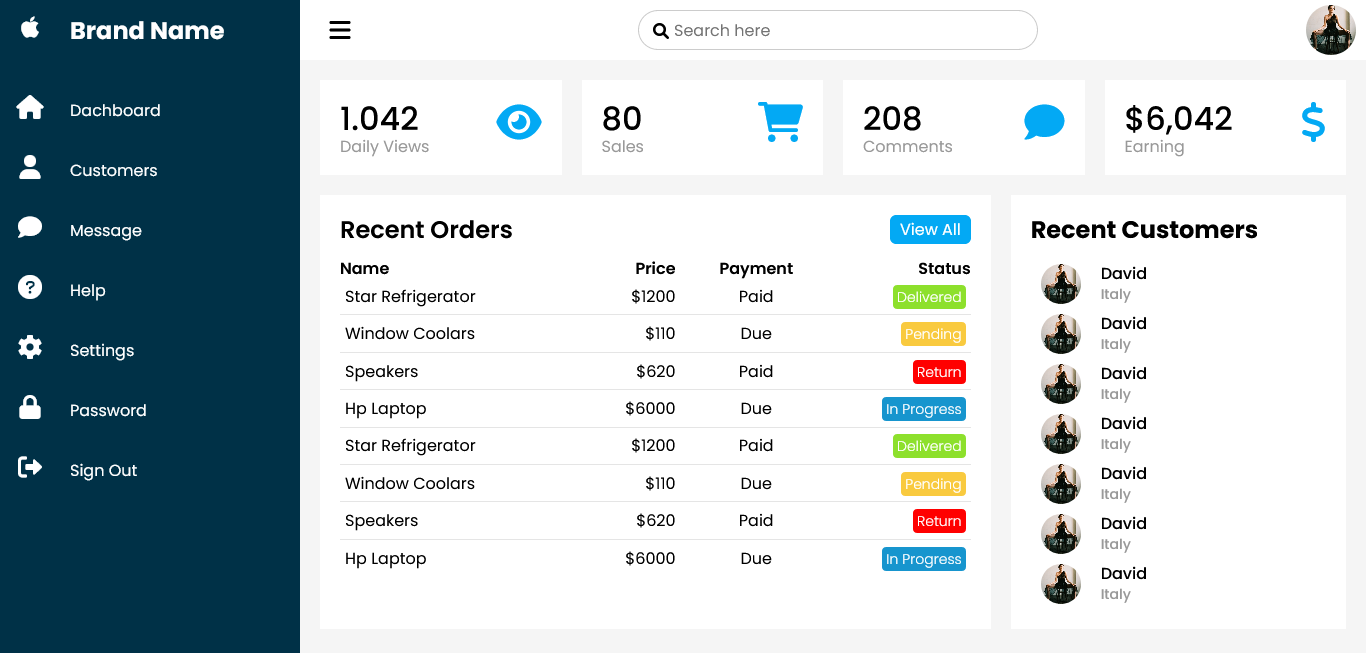 Brand Name
Dachboard
Customers
Message
Help
Settings
Password
Sign Out
Search here
1.042
Daily Views
80
Sales
208
Comments
$6,042
Earning
Recent Orders
View All
Name Price Payment Status
Star Refrigerator $1200 Paid Delivered
Window Coolars $110 Due Pending
Speakers $620 Paid Return
Hp Laptop $6000 Due In Progress
Star Refrigerator $1200 Paid Delivered
Window Coolars $110 Due Pending
Speakers $620 Paid Return
Hp Laptop $6000 Due In Progress
Recent Customers
David
Italy
David
Italy
David
Italy
David
Italy
David
Italy
David
Italy
David
Italy